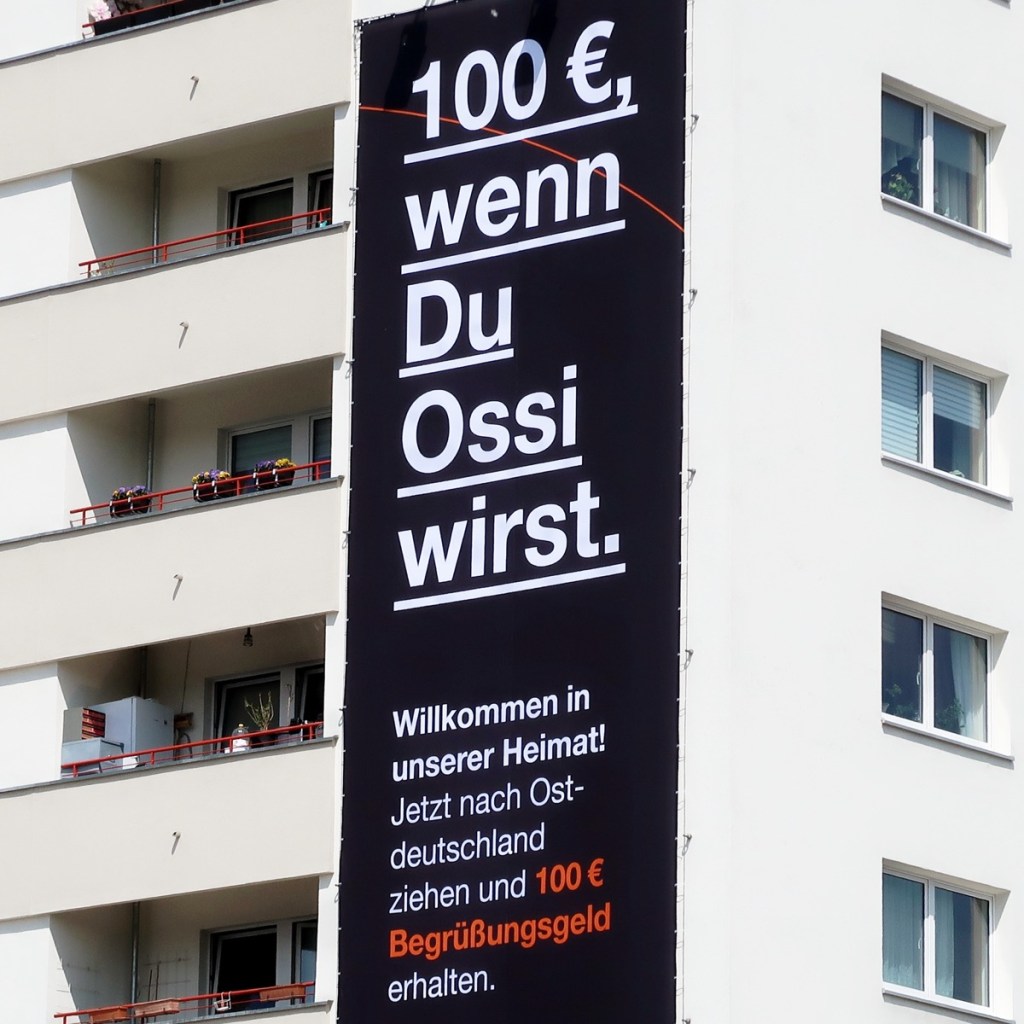 100 €,
wenn
Du
Ossi
wirst.
Willkommen in
unserer Heimat!
Jetzt nach Ost-
deutschland
ziehen und 100 €
Begrüßungsgeld
erhalten.